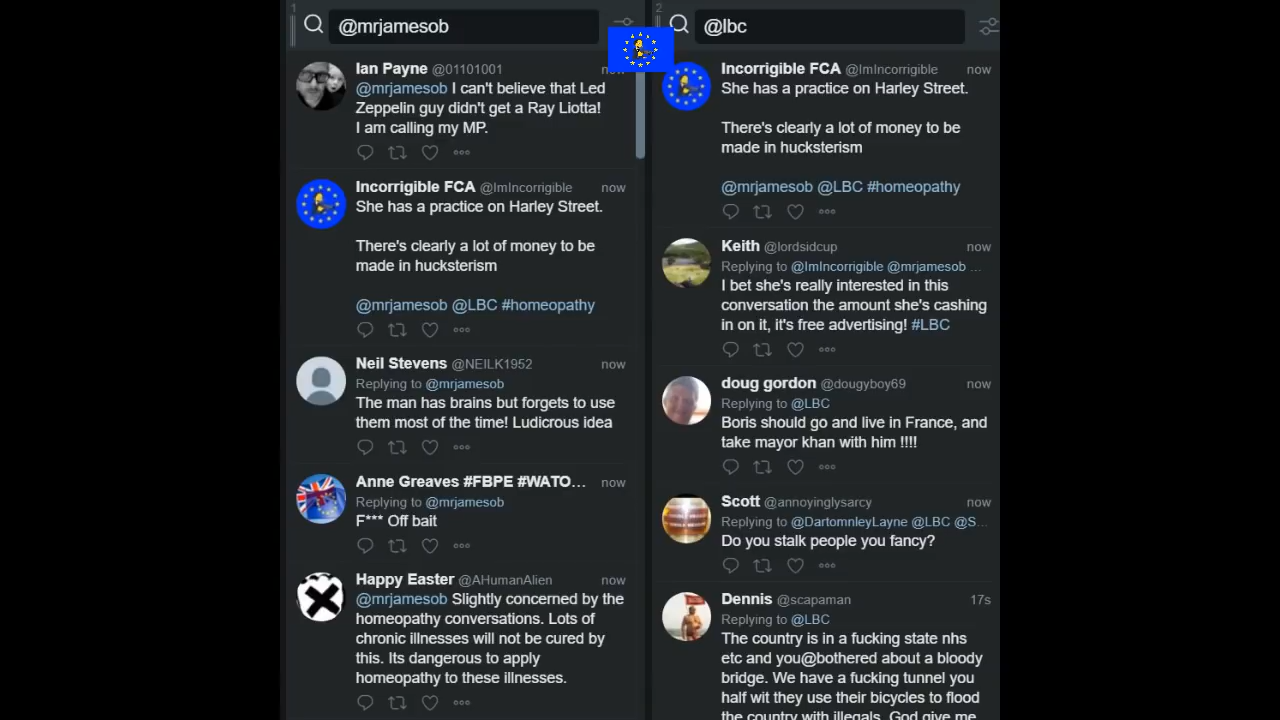 1
@mrjamesob
Ian Payne @01101001 now
@mrjamesob I can't believe that Led
Zeppelin guy didn't get a Ray Liotta!
I am calling my MP.
Incorrigible FCA @ImIncorrigible now
She has a practice on Harley Street.
There's clearly a lot of money to be
made in hucksterism
@mrjamesob @LBC #homeopathy
Neil Stevens @NEILK1952 now
Replying to @mrjamesob
The man has brains but forgets to use
them most of the time! Ludicrous idea
Anne Greaves #FBPE #WATO… now
Replying to @mrjamesob
F*** Off bait
Happy Easter @AHumanAlien now
@mrjamesob Slightly concerned by the
homeopathy conversations. Lots of
chronic illnesses will not be cured by
this. Its dangerous to apply
homeopathy to these illnesses.
2
@lbc
Incorrigible FCA @ImIncorrigible now
She has a practice on Harley Street.
There's clearly a lot of money to be
made in hucksterism
@mrjamesob @LBC #homeopathy
Keith @lordsidcup now
Replying to @ImIncorrigible @mrjamesob ...
I bet she's really interested in this
conversation the amount she's cashing
in on it, it's free advertising! #LBC
doug gordon @dougyboy69 now
Replying to @LBC
Boris should go and live in France, and
take mayor khan with him !!!!
Scott @annoyinglysarcy now
Replying to @DartomnleyLayne @LBC @S...
Do you stalk people you fancy?
Dennis @scapaman 17s
Replying to @LBC
The country is in a fucking state nhs
etc and you@bothered about a bloody
bridge. We have a fucking tunnel you
half wit they use their bicycles to flood
the country with illegals. God give me